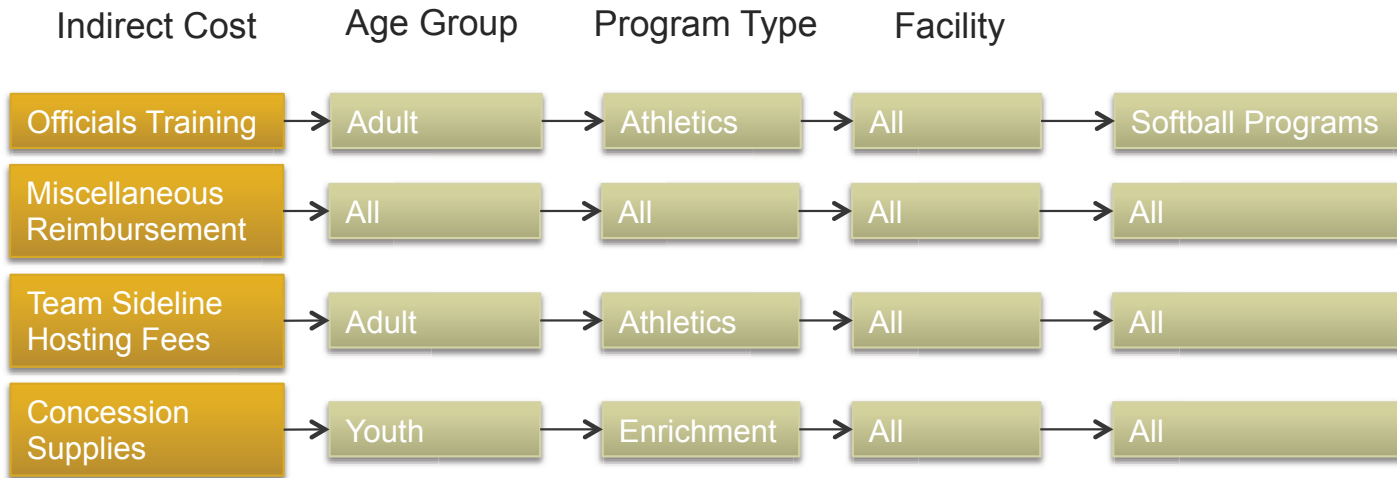 Indirect Cost Age Group Program Type Facility
Officials Training Adult Athletics All Softball Programs
Miscellaneous
Reimbursement All All All All
Team Sideline
Hosting Fees Adult Athletics All All
Concession
Supplies Youth Enrichment All All